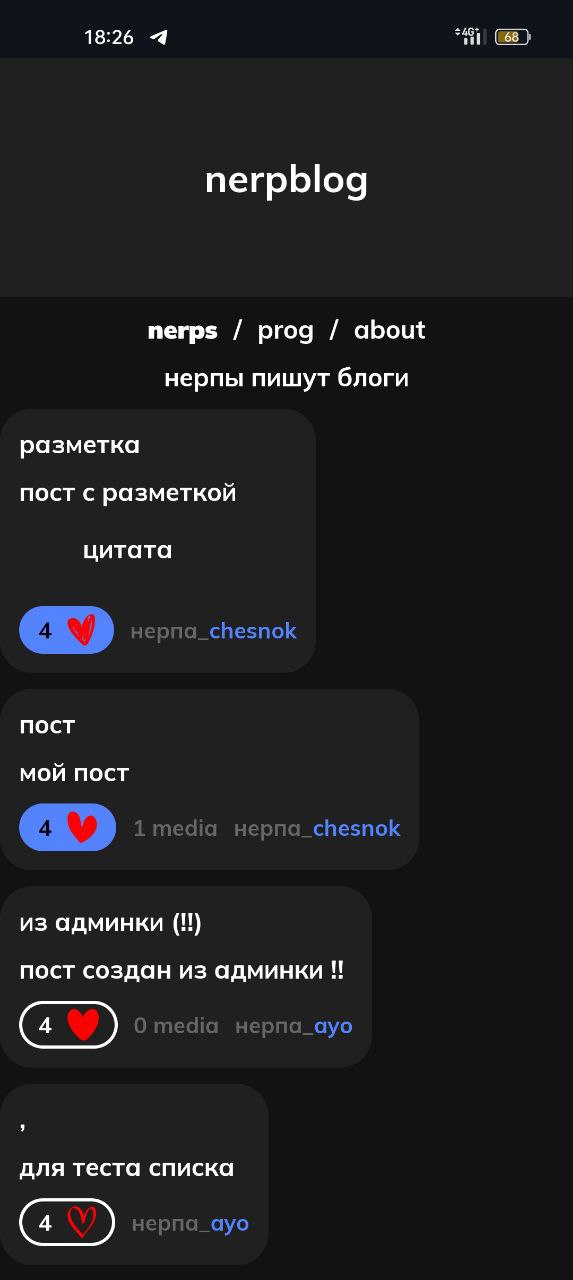 18:26 4G+ 68
nerpblog
nerps / prog / about
нерпы пишут блоги
разметка
пост с разметкой
цитата
4 нерпа_chesnok
пост
мой пост
4 1 media нерпа_chesnok
из админки (!!)
пост создан из админки !!
4 0 media нерпа_ayo
,
для теста списка
4 нерпа_ayo